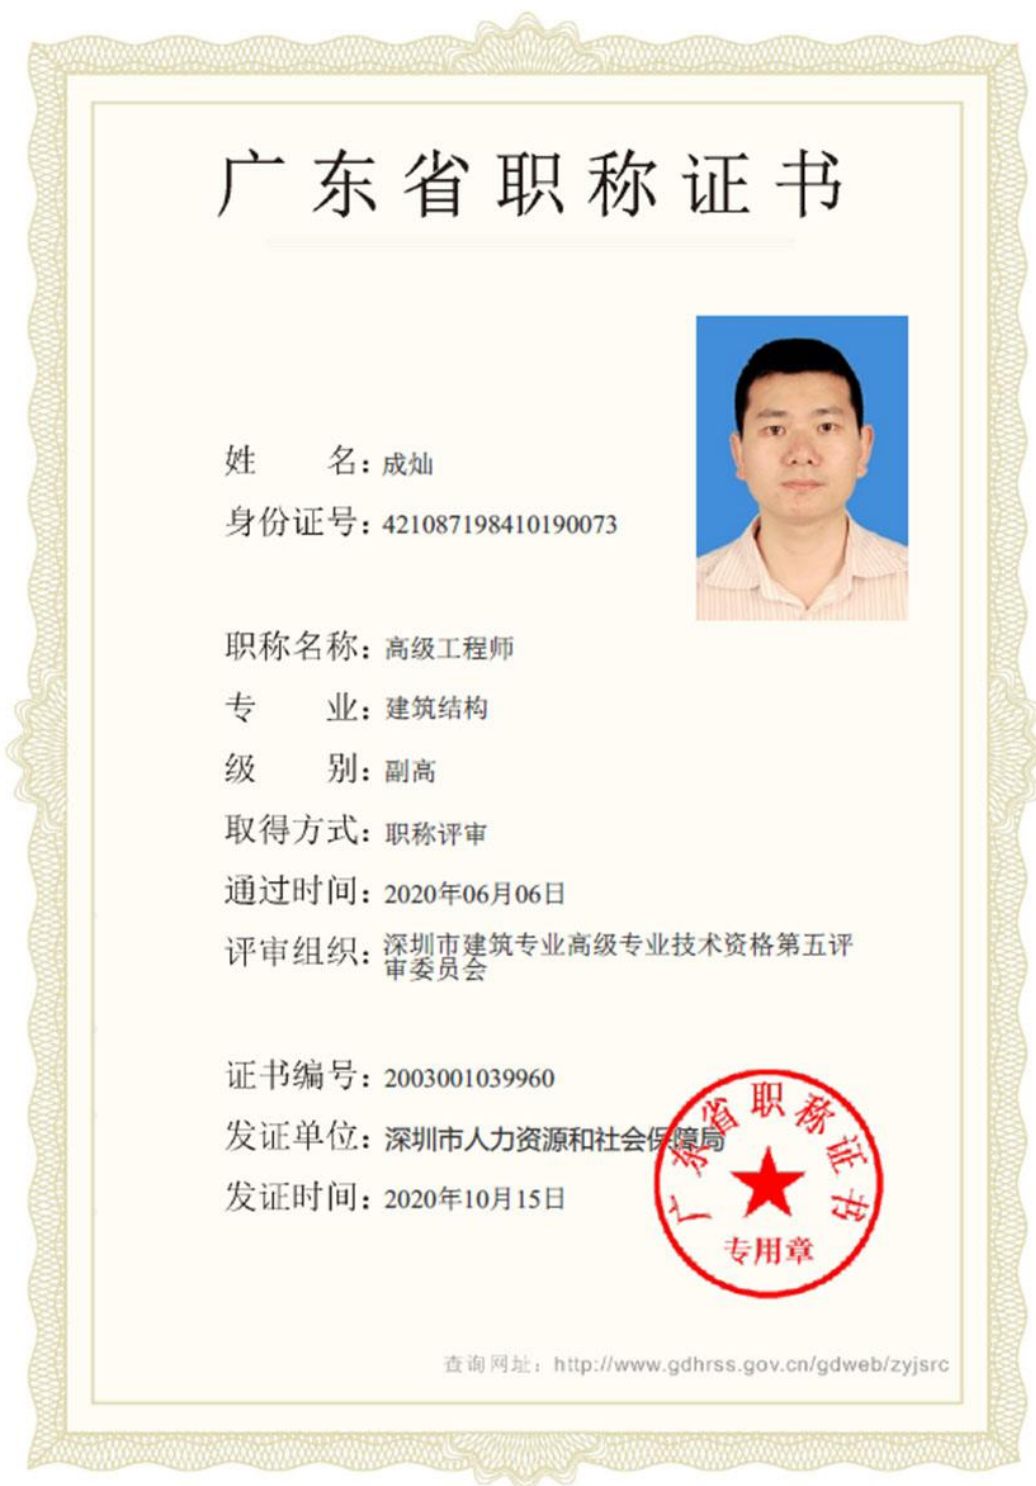 广东省职称证书
姓 名：成灿
身份证号：421087198410190073
职称名称：高级工程师
专 业：建筑结构
级 别：副高
取得方式：职称评审
通过时间：2020年06月06日
评审组织：深圳市建筑专业高级专业技术资格第五评
审委员会
证书编号：2003001039960
发证单位：深圳市人力资源和社会保障局
发证时间：2020年10月15日
广东省职称证书
专用章
查询网址：http://www.gdhrss.gov.cn/gdweb/zyjsrc